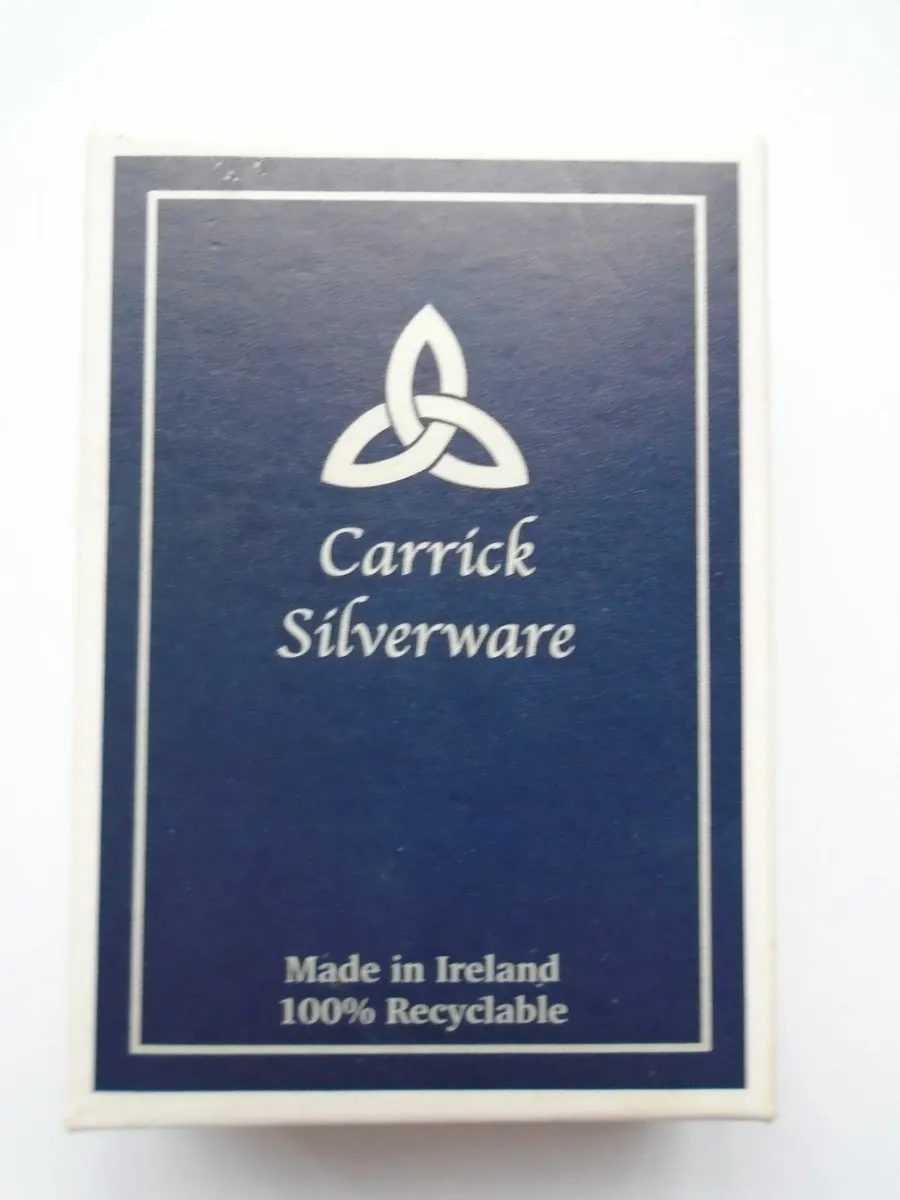 Carrick
Silverware
Made in Ireland
100% Recyclable